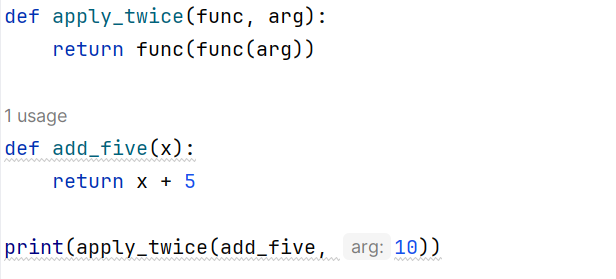 def apply_twice(func, arg):
    return func(func(arg))
1 usage
def add_five(x):
    return x + 5
print(apply_twice(add_five, arg: 10))